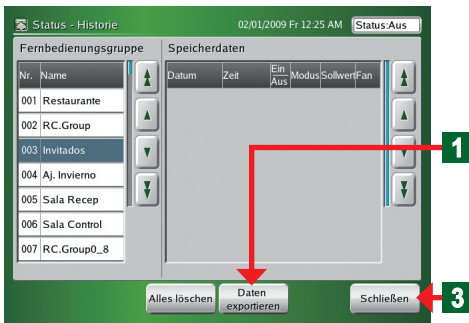 Status - Historie 02/01/2009 Fr 12:25 AM Status:Aus
Fernbedienungsgruppe
Nr. Name
001 Restaurante
002 RC.Group
003 Invitados
004 Aj. Invierno
005 Sala Recep
006 Sala Control
007 RC.Group0_8
Speicherdaten
Datum Zeit Ein Aus Modus Sollwert Fan
1
Alles löschen Daten exportieren Schließen 3